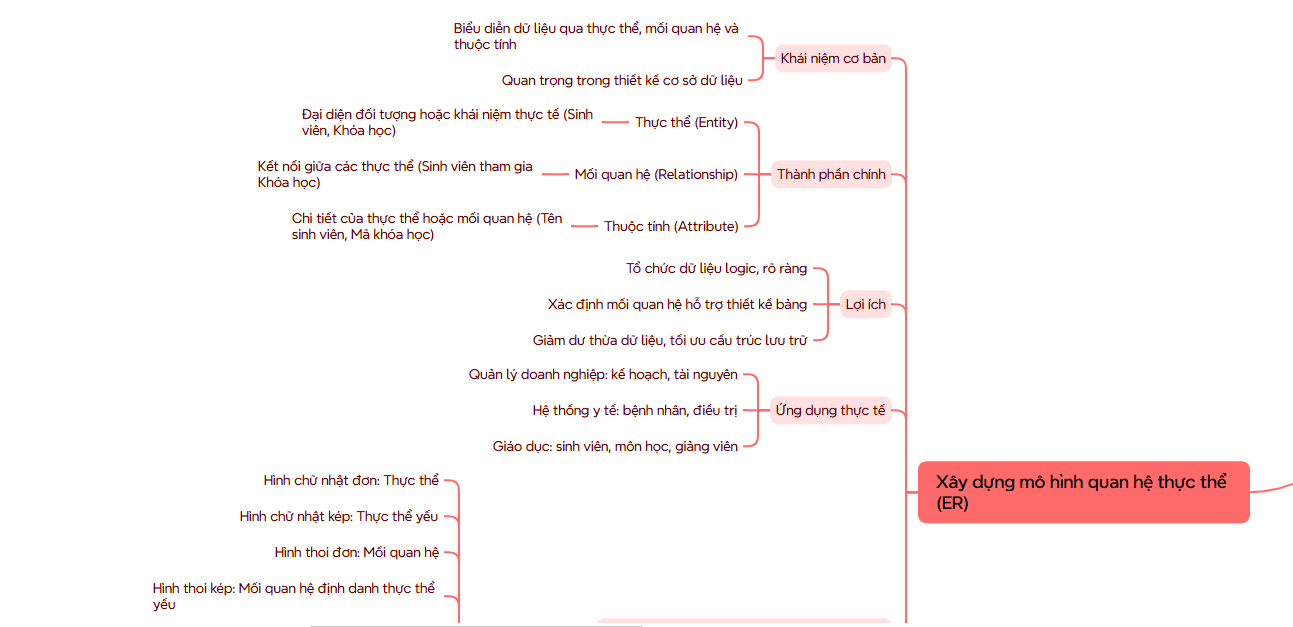 Biểu diễn dữ liệu qua thực thể, mối quan hệ và
thuộc tính
Khái niệm cơ bản
Quan trọng trong thiết kế cơ sở dữ liệu
Đại diện đối tượng hoặc khái niệm thực tế (Sinh
viên, Khóa học)
Thực thể (Entity)
Kết nối giữa các thực thể (Sinh viên tham gia
Khóa học)
Mối quan hệ (Relationship)
Thành phần chính
Chi tiết của thực thể hoặc mối quan hệ (Tên
sinh viên, Mã khóa học)
Thuộc tính (Attribute)
Tổ chức dữ liệu logic, rõ ràng
Xác định mối quan hệ hỗ trợ thiết kế bảng
Lợi ích
Giảm dư thừa dữ liệu, tối ưu cấu trúc lưu trữ
Quản lý doanh nghiệp: kế hoạch, tài nguyên
Hệ thống y tế: bệnh nhân, điều trị
Ứng dụng thực tế
Giáo dục: sinh viên, môn học, giảng viên
Xây dựng mô hình quan hệ thực thể
(ER)
Hình chữ nhật đơn: Thực thể
Hình chữ nhật kép: Thực thể yếu
Hình thoi đơn: Mối quan hệ
Hình thoi kép: Mối quan hệ định danh thực thể
yếu